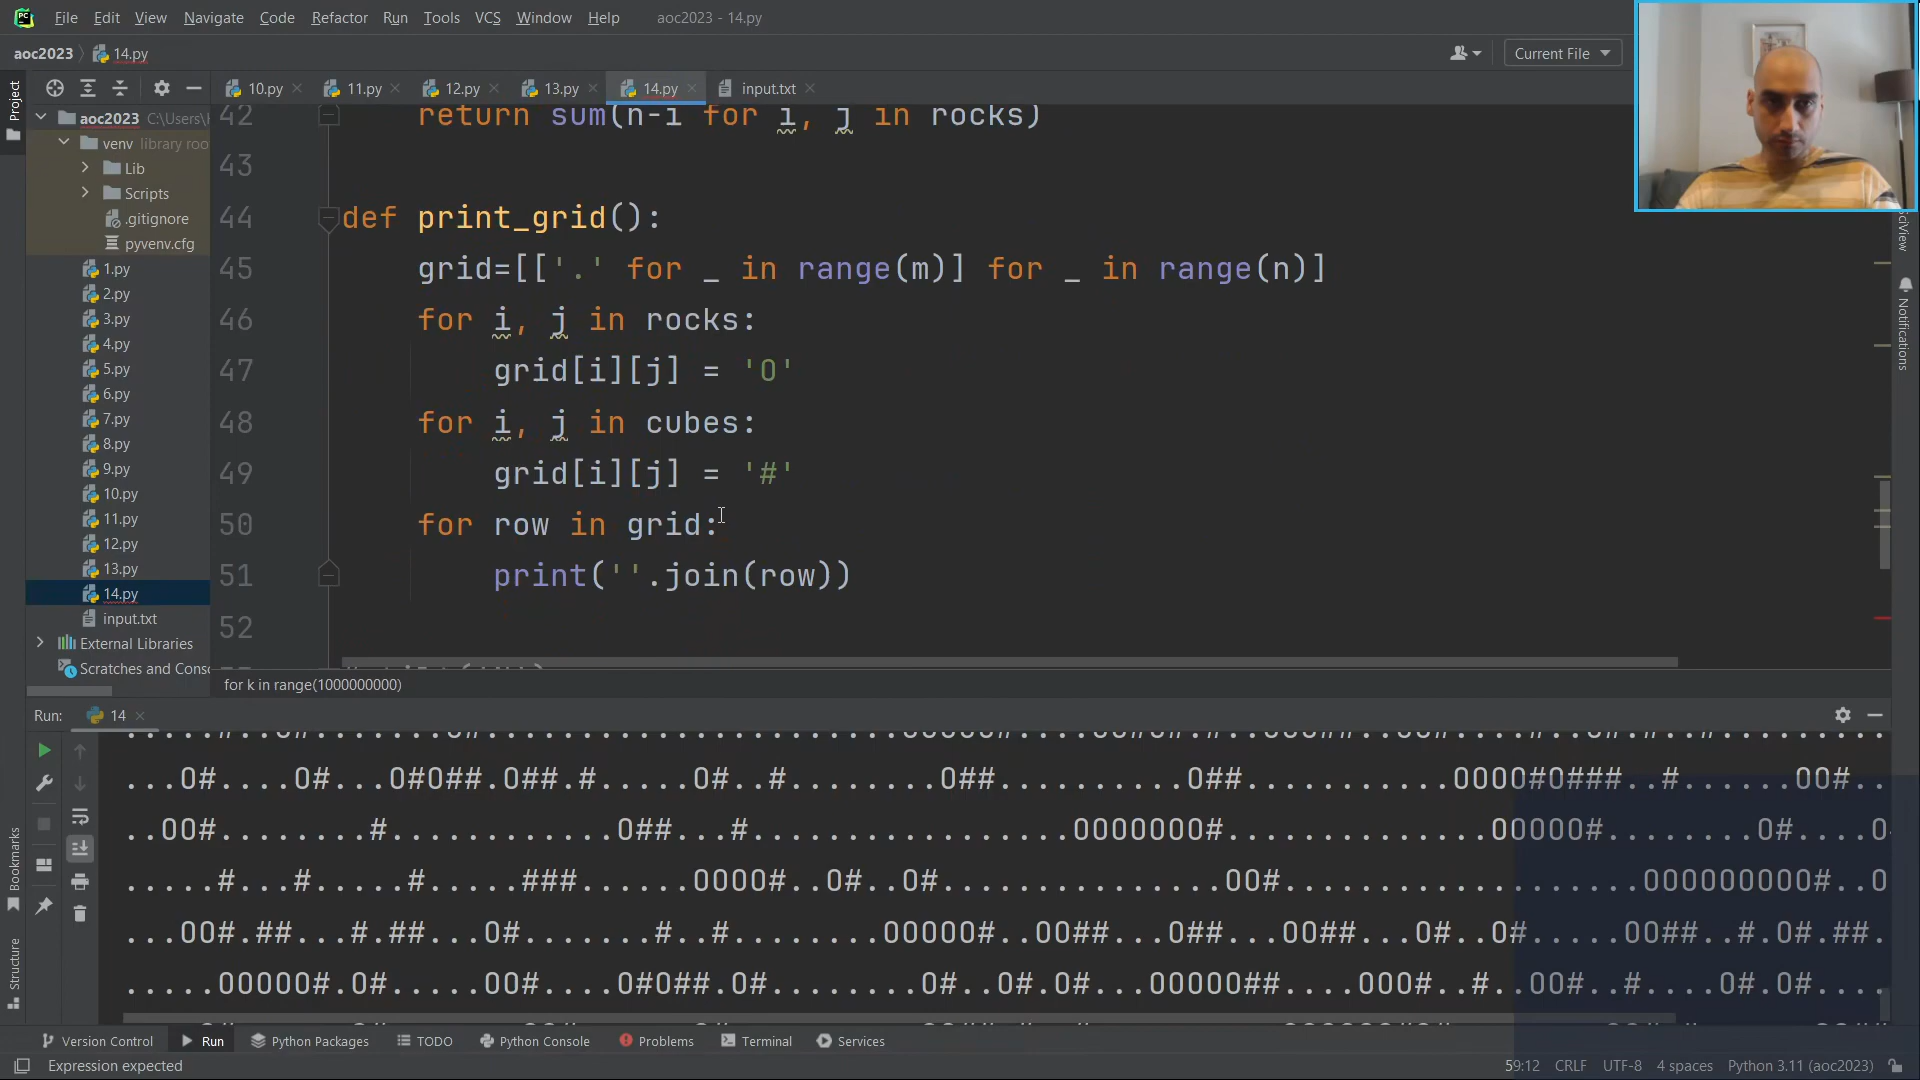 File Edit View Navigate Code Refactor Run Tools VCS Window Help aoc2023 - 14.py
aoc2023 14.py Current File
10.py 11.py 12.py 13.py 14.py input.txt
Project
aoc2023 C:\Users\
venv library roo
Lib
Scripts
.gitignore
pyvenv.cfg
1.py
2.py
3.py
4.py
5.py
6.py
7.py
8.py
9.py
10.py
11.py
12.py
13.py
14.py
input.txt
External Libraries
Scratches and Conso
42 return sum(n-i for i, j in rocks)
43
44 def print_grid():
45 grid=[['.' for _ in range(m)] for _ in range(n)]
46 for i, j in rocks:
47 grid[i][j] = 'O'
48 for i, j in cubes:
49 grid[i][j] = '#'
50 for row in grid:
51 print(''.join(row))
52
for k in range(1000000000)
SciView
Notifications
Run: 14
...O#....O#...O#O##.O##.#.....O#..#........O##..........O##...........OOOO#O###..#......OO#..
..OO#........#............O##...#.................OOOOOOO#..............OOOOO#........O#....O
.....#...#.....#.....###......OOOO#..O#..O#...............OO#...................OOOOOOOOO#..O
...OO#.##...#.##...O#.......#..#........OOOOO#..OO##...O##...OO##...O#..O#.....OO##..#.O#.##.
.....OOOOO#.O#.....OO#....O#O##.O#........O#..O#.O#...OOOOO##....OOO#..#..#...OO#..#...O#.O#....
Bookmarks
Structure
Version Control Run Python Packages TODO Python Console Problems Terminal Services
Expression expected 59:12 CRLF UTF-8 4 spaces Python 3.11 (aoc2023)